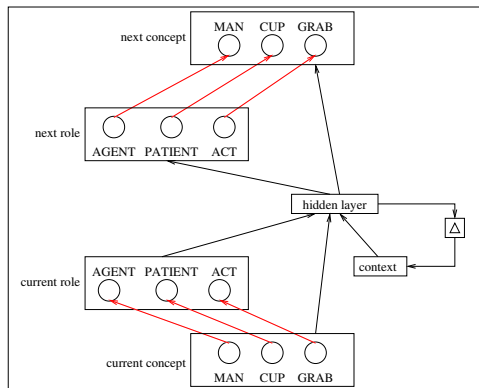 MAN CUP GRAB
next concept
next role
AGENT PATIENT ACT
hidden layer
△
context
AGENT PATIENT ACT
current role
current concept
MAN CUP GRAB